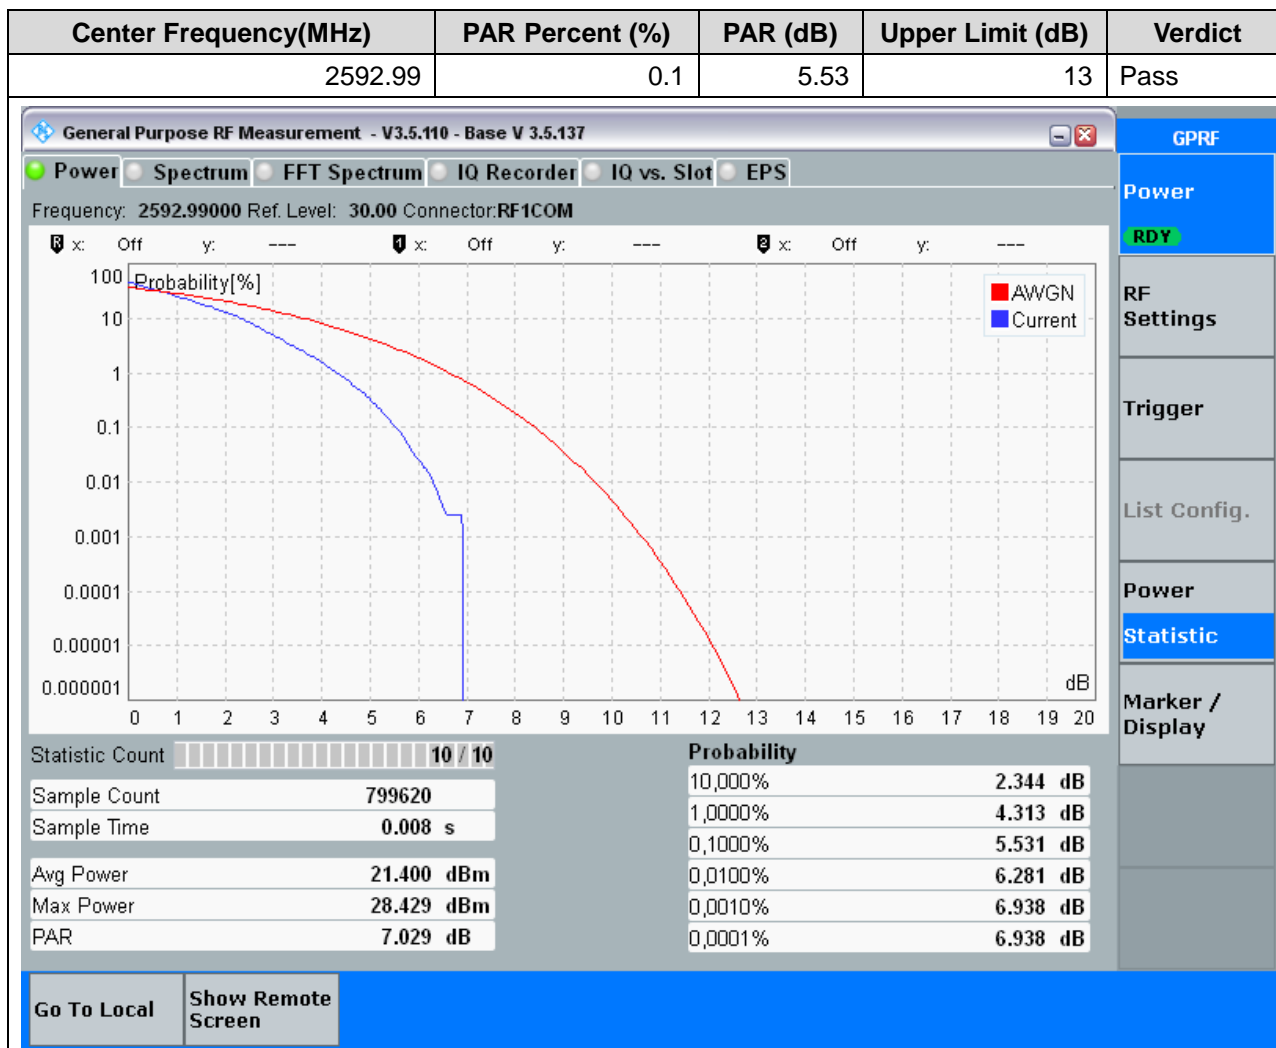 Center Frequency(MHz) PAR Percent (%) PAR (dB) Upper Limit (dB) Verdict
2592.99 0.1 5.53 13 Pass
General Purpose RF Measurement - V3.5.110 - Base V 3.5.137
Power Spectrum FFT Spectrum IQ Recorder IQ vs. Slot EPS
Frequency: 2592.99000 Ref. Level: 30.00 Connector:RF1COM
R x: Off y: --- 1 x: Off y: --- 2 x: Off y: ---
Probability[%]
100
10
1
0.1
0.01
0.001
0.0001
0.00001
0.000001
AWGN
Current
dB
0 1 2 3 4 5 6 7 8 9 10 11 12 13 14 15 16 17 18 19 20
Statistic Count 10 / 10
Sample Count 799620
Sample Time 0.008 s
Avg Power 21.400 dBm
Max Power 28.429 dBm
PAR 7.029 dB
Probability
10,000% 2.344 dB
1,0000% 4.313 dB
0,1000% 5.531 dB
0,0100% 6.281 dB
0,0010% 6.938 dB
0,0001% 6.938 dB
GPRF
Power
RDY
RF
Settings
Trigger
List Config.
Power
Statistic
Marker /
Display
Go To Local
Show Remote
Screen